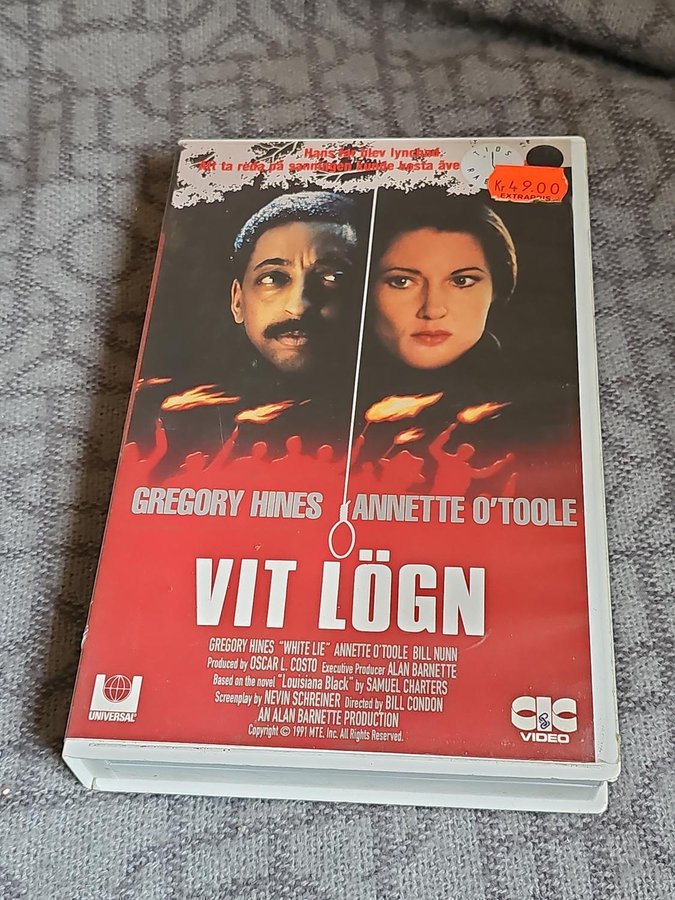 Hans far blev lynchad.
Att ta reda på sanningen kunde kosta äve
Kr 49.00
EXTRAPRIS
GREGORY HINES ANNETTE O'TOOLE
VIT LÖGN
GREGORY HINES "WHITE LIE" ANNETTE O'TOOLE BILL NUNN
Produced by OSCAR L. COSTO Executive Producer ALAN BARNETTE
Based on the novel "Louisiana Black" by SAMUEL CHARTERS
Screenplay by NEVIN SCHREINER Directed by BILL CONDON
AN ALAN BARNETTE PRODUCTION
Copyright © 1991 MTE, Inc. All Rights Reserved.
UNIVERSAL
CIC
VIDEO